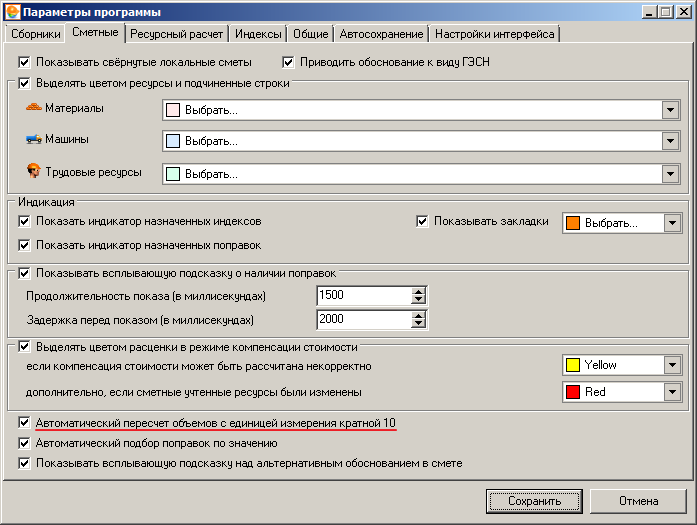 Параметры программы
Сборники Сметные Ресурсный расчет Индексы Общие Автосохранение Настройки интерфейса
Показывать свёрнутые локальные сметы Приводить обоснование к виду ГЭСН
Выделять цветом ресурсы и подчиненные строки
Материалы Выбрать...
Машины Выбрать...
Трудовые ресурсы Выбрать...
Индикация
Показать индикатор назначенных индексов Показывать закладки Выбрать...
Показать индикатор назначенных поправок
Показывать всплывающую подсказку о наличии поправок
Продолжительность показа (в миллисекундах) 1500
Задержка перед показом (в миллисекундах) 2000
Выделять цветом расценки в режиме компенсации стоимости
если компенсация стоимости может быть рассчитана некорректно Yellow
дополнительно, если сметные учтенные ресурсы были изменены Red
Автоматический пересчет объемов с единицей измерения кратной 10
Автоматический подбор поправок по значению
Показывать всплывающую подсказку над альтернативным обоснованием в смете
Сохранить Отмена